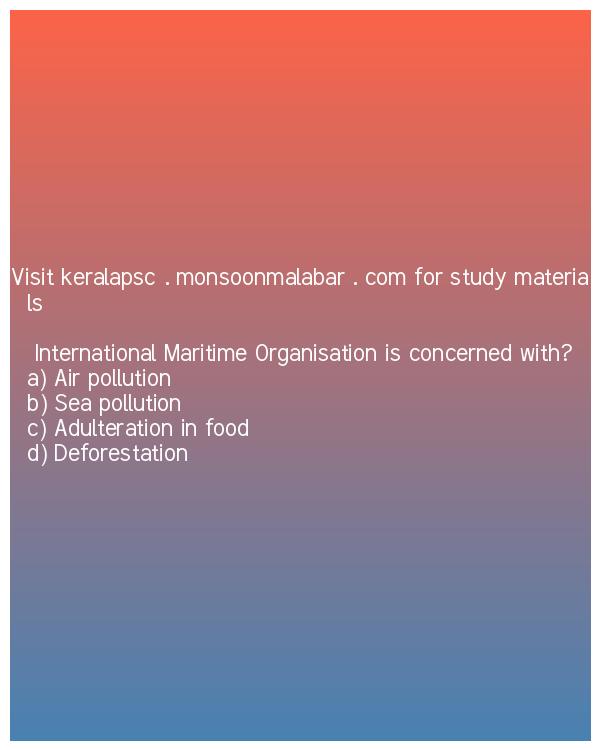 Visit keralapsc . monsoonmalabar . com for study materia
ls
International Maritime Organisation is concerned with?
a) Air pollution
b) Sea pollution
c) Adulteration in food
d) Deforestation